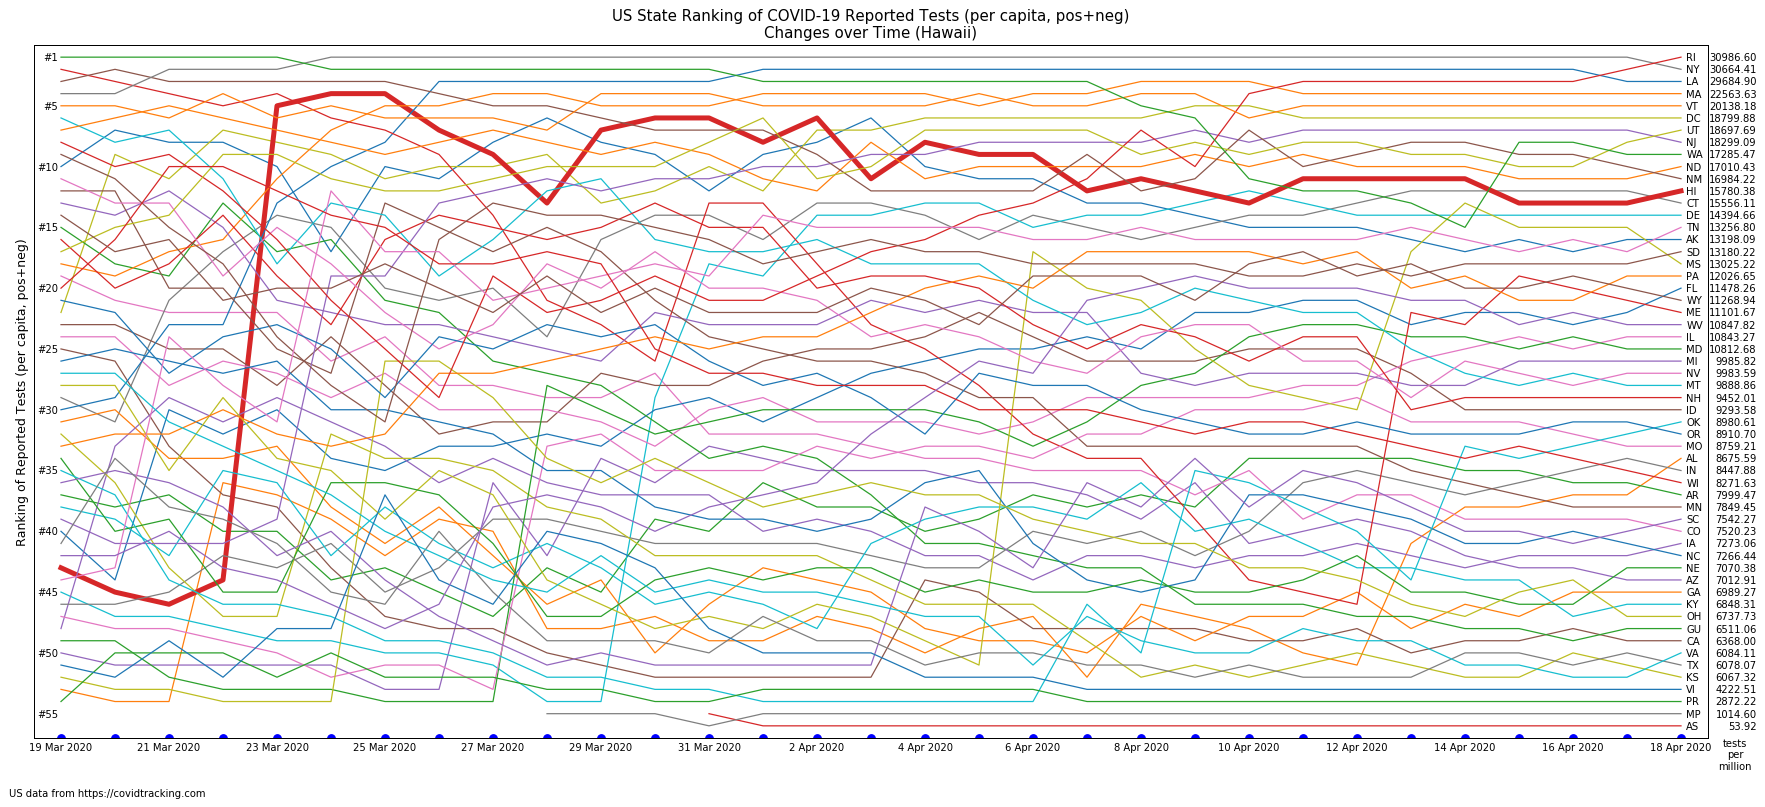 US State Ranking of COVID-19 Reported Tests (per capita, pos+neg)
Changes over Time (Hawaii)
Ranking of Reported Tests (per capita, pos+neg)
#1
#5
#10
#15
#20
#25
#30
#35
#40
#45
#50
#55
RI 30986.60
NY 30664.41
LA 29684.90
MA 22563.63
VT 20138.18
DC 18799.88
UT 18697.69
NJ 18299.09
WA 17285.47
ND 17010.43
NM 16984.22
HI 15780.38
CT 15556.11
DE 14394.66
TN 13256.80
AK 13198.09
SD 13180.22
MS 13025.22
PA 12026.65
FL 11478.26
WY 11268.94
ME 11101.67
WV 10847.82
IL 10843.27
MD 10812.68
MI 9985.82
NV 9983.59
MT 9888.86
NH 9452.01
ID 9293.58
OK 8980.61
OR 8910.70
MO 8759.21
AL 8675.59
IN 8447.88
WI 8271.63
AR 7999.47
MN 7849.45
SC 7542.27
CO 7520.23
IA 7273.06
NC 7266.44
NE 7070.38
AZ 7012.91
GA 6989.27
KY 6848.31
OH 6737.73
GU 6511.06
CA 6368.00
VA 6084.11
TX 6078.07
KS 6067.32
VI 4222.51
PR 2872.22
MP 1014.60
AS 53.92
19 Mar 2020 21 Mar 2020 23 Mar 2020 25 Mar 2020 27 Mar 2020 29 Mar 2020 31 Mar 2020 2 Apr 2020 4 Apr 2020 6 Apr 2020 8 Apr 2020 10 Apr 2020 12 Apr 2020 14 Apr 2020 16 Apr 2020 18 Apr 2020
tests
per
million
US data from https://covidtracking.com